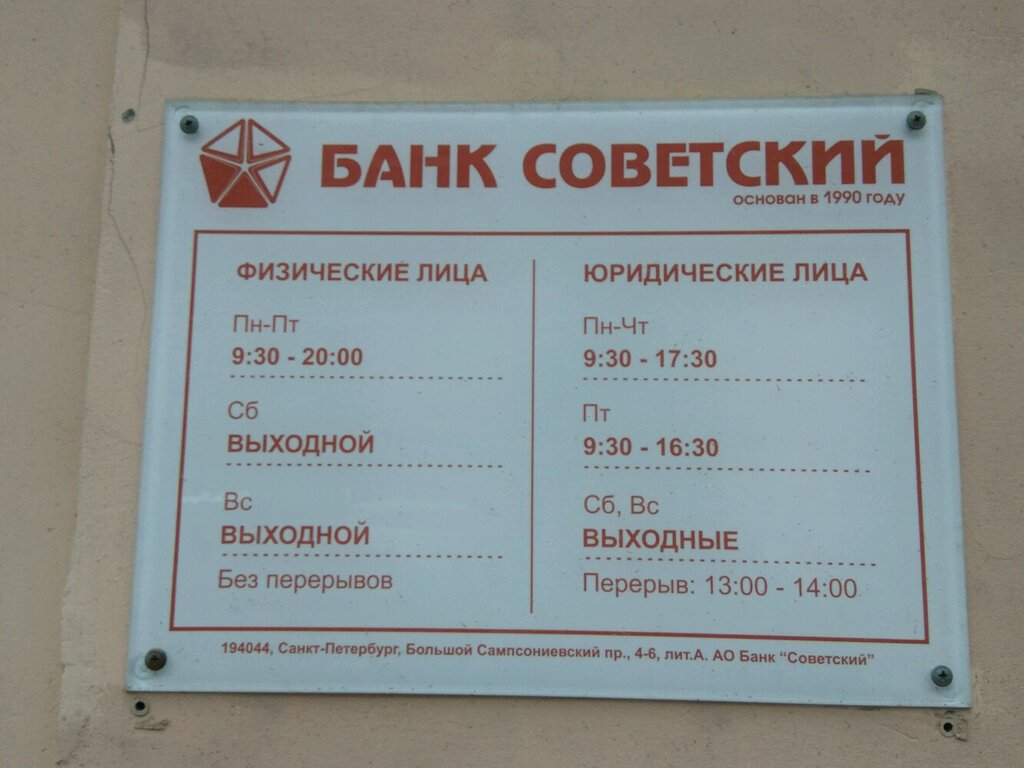 БАНК СОВЕТСКИЙ
основан в 1990 году
ФИЗИЧЕСКИЕ ЛИЦА
Пн-Пт
9:30 - 20:00
Сб
ВЫХОДНОЙ
Вс
ВЫХОДНОЙ
Без перерывов
ЮРИДИЧЕСКИЕ ЛИЦА
Пн-Чт
9:30 - 17:30
Пт
9:30 - 16:30
Сб, Вс
ВЫХОДНЫЕ
Перерыв: 13:00 - 14:00
194044, Санкт-Петербург, Большой Сампсониевский пр., 4-6, лит.А. АО Банк "Советский"